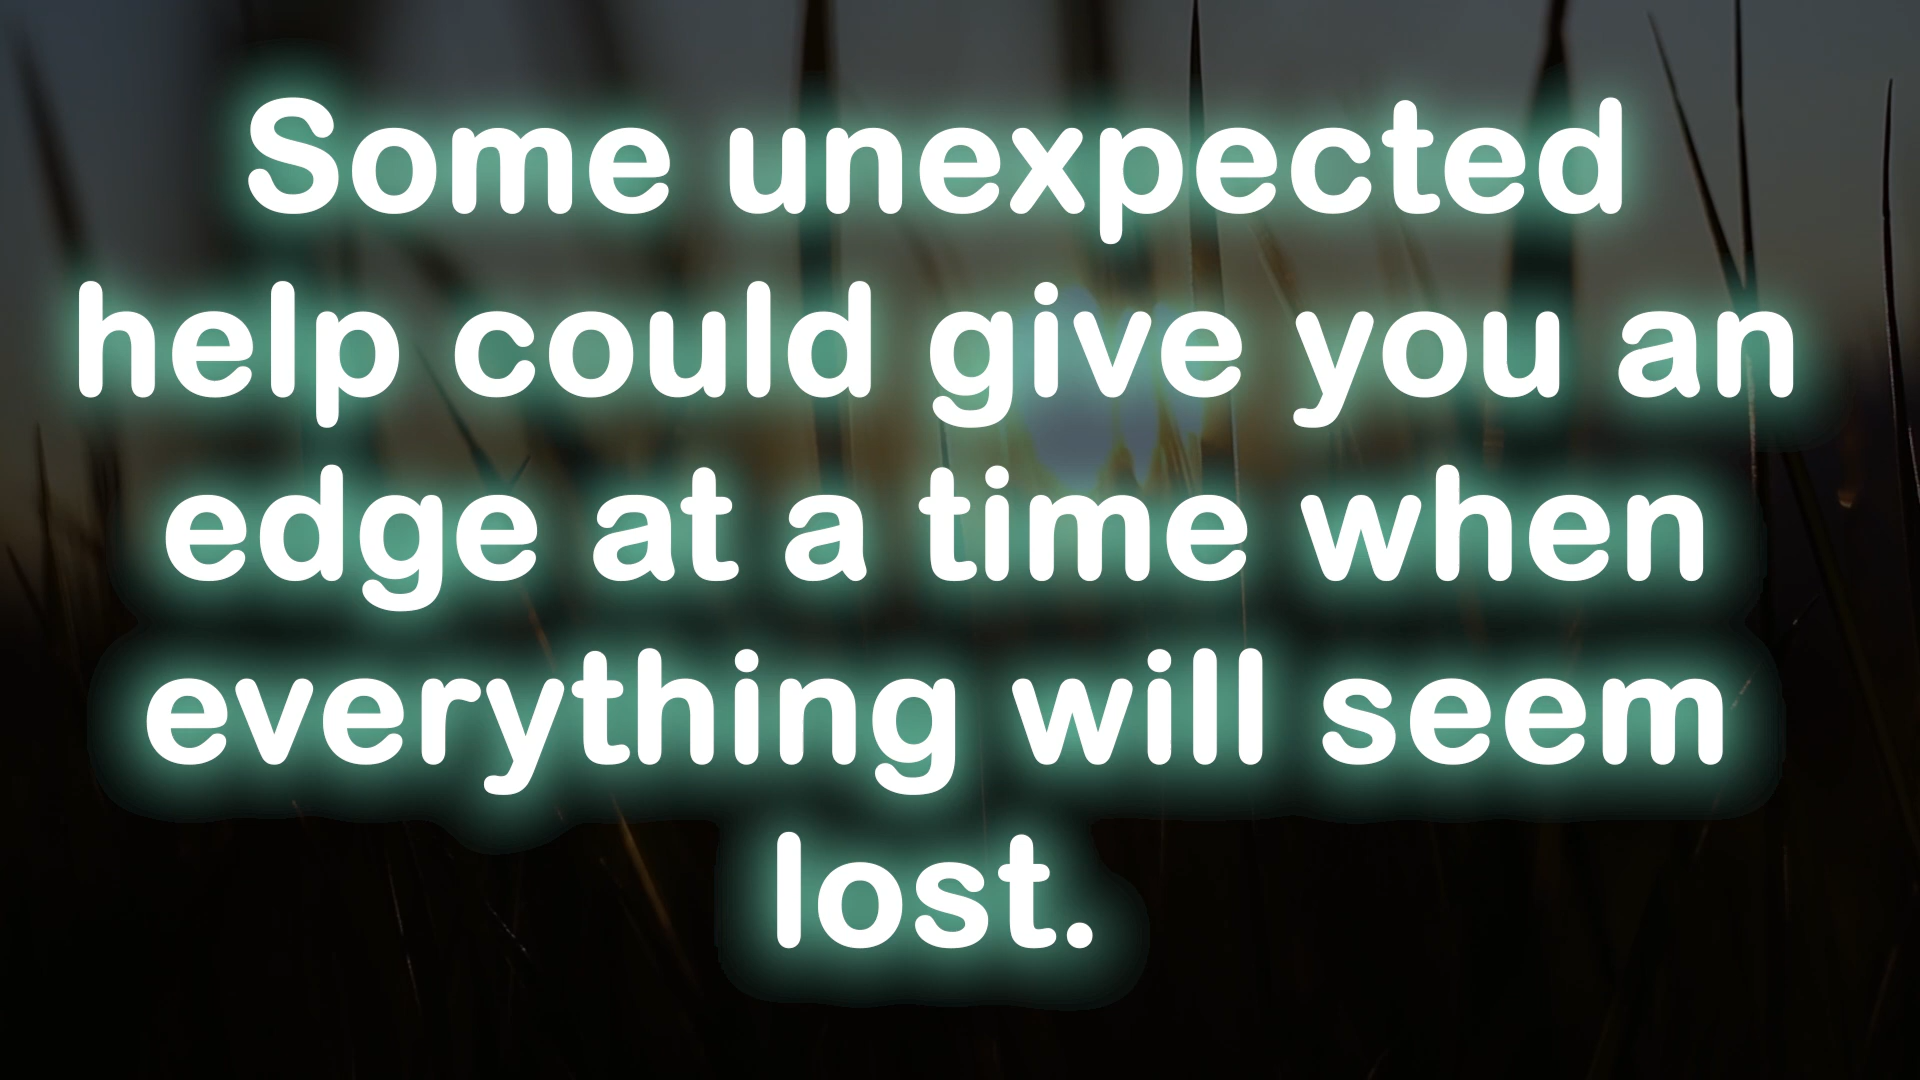 Some unexpected
help could give you an
edge at a time when
everything will seem
lost.